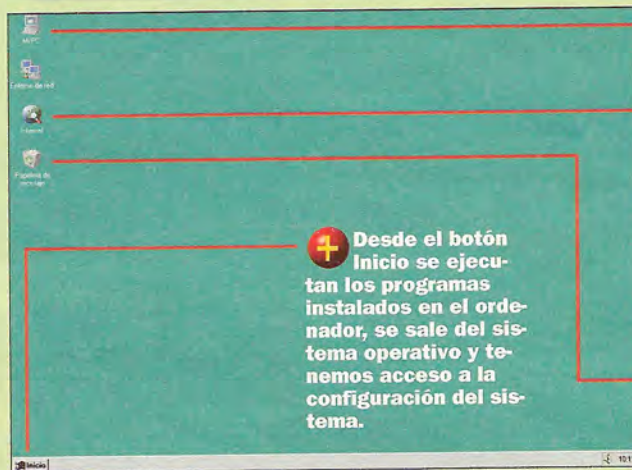 Mi PC
Entorno de red
Internet
Papelera de
reciclaje
Desde el botón
Inicio se ejecu-
tan los programas
instalados en el orde-
nador, se sale del sis-
tema operativo y te-
nemos acceso a la
configuración del sis-
tema.
Inicio